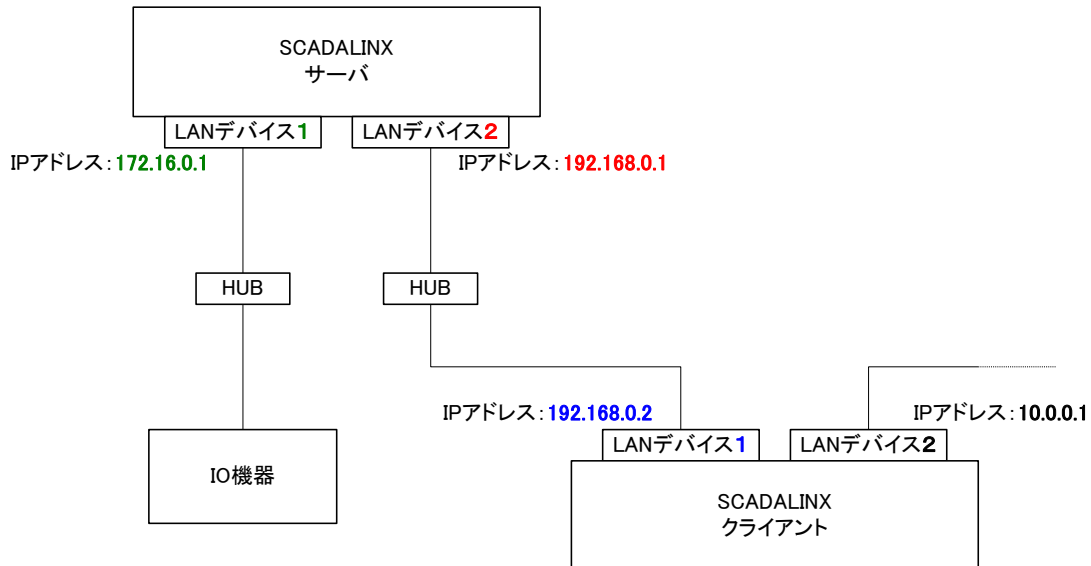 SCADALINX
サーバ
LANデバイス1
LANデバイス2
IPアドレス:172.16.0.1
IPアドレス:192.168.0.1
HUB
HUB
IPアドレス:192.168.0.2
IPアドレス:10.0.0.1
LANデバイス1
LANデバイス2
IO機器
SCADALINX
クライアント